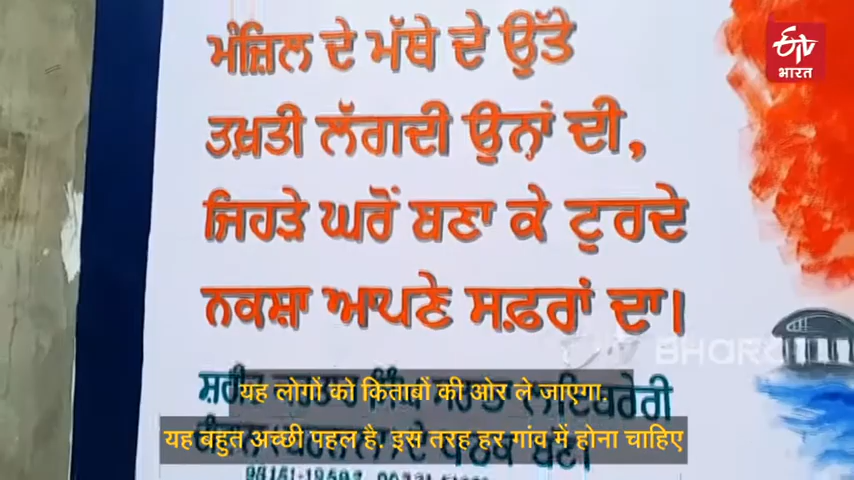 ਮੰਜ਼ਿਲ ਦੇ ਮੱਥੇ ਦੇ ਉੱਤੇ
ਤਖ਼ਤੀ ਲੱਗਦੀ ਉਨ੍ਹਾਂ ਦੀ,
ਜਿਹੜੇ ਘਰੋਂ ਬਣਾ ਕੇ ਟੁਰਦੇ
ਨਕਸ਼ਾ ਆਪਣੇ ਸਫ਼ਰਾਂ ਦਾ।
यह लोगों को किताबों की ओर ले जाएगा.
यह बहुत अच्छी पहल है. इस तरह हर गांव में होना चाहिए
भारत
BHARAT